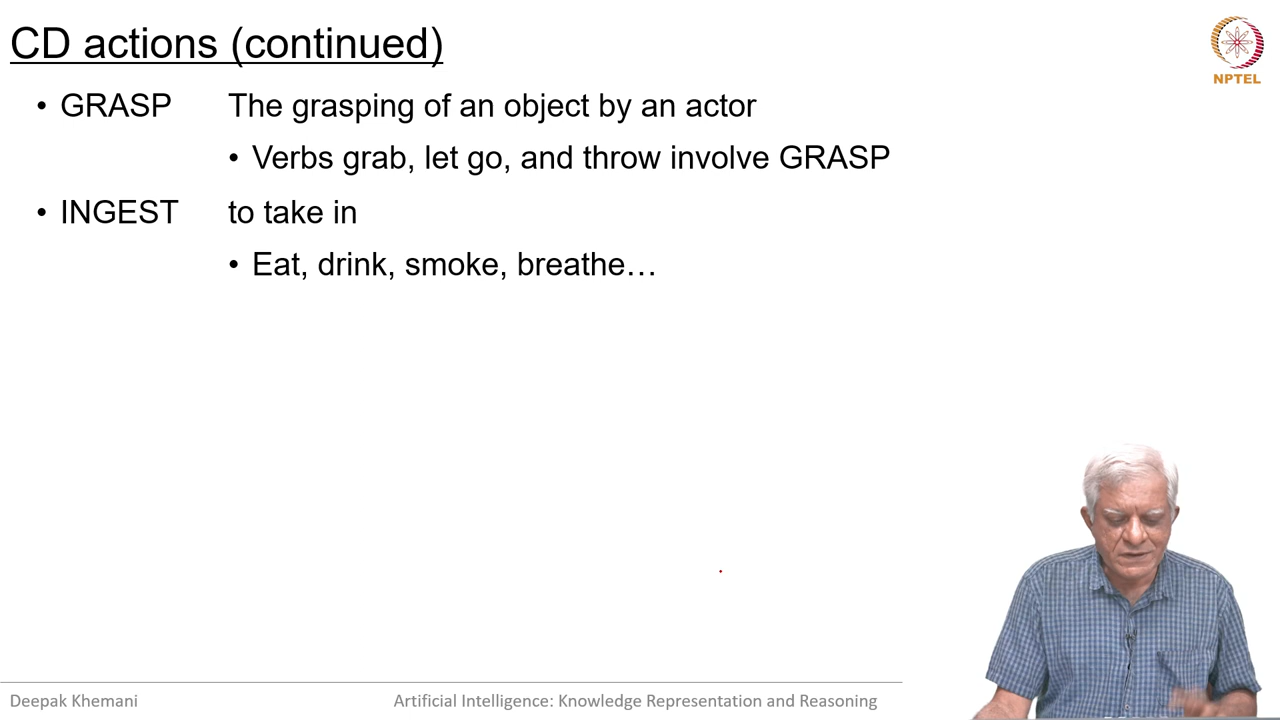 CD actions (continued)
• GRASP The grasping of an object by an actor
• Verbs grab, let go, and throw involve GRASP
• INGEST to take in
• Eat, drink, smoke, breathe…
NPTEL
Deepak Khemani
Artificial Intelligence: Knowledge Representation and Reasoning